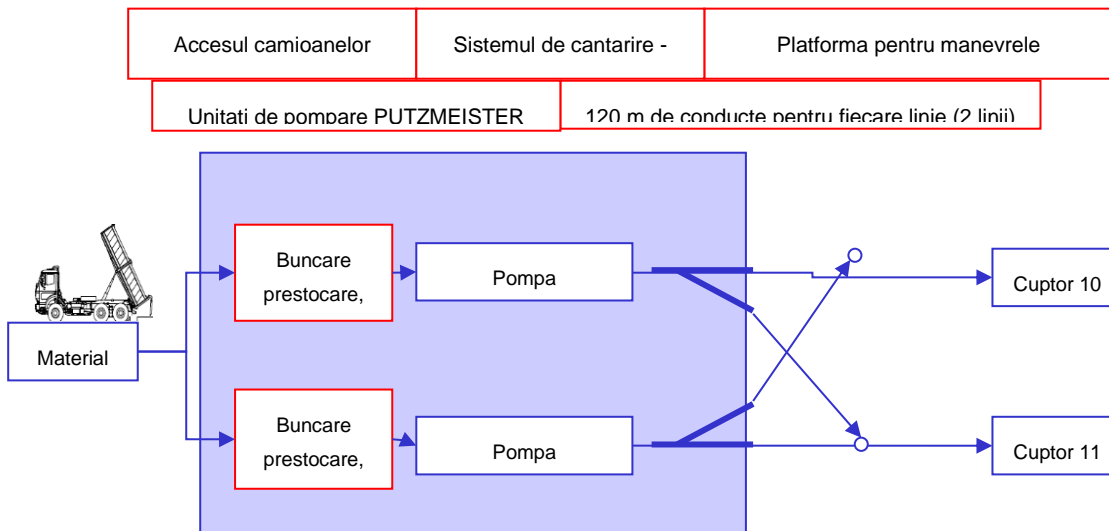 Accesul camioanelor
Sistemul de cantarire -
Platforma pentru manevrele
Unitati de pompare PUTZMEISTER
120 m de conducte pentru fiecare linie (2 linii)
Buncare
prestocare,
Pompa
Cuptor 10
Material
Buncare
prestocare,
Pompa
Cuptor 11